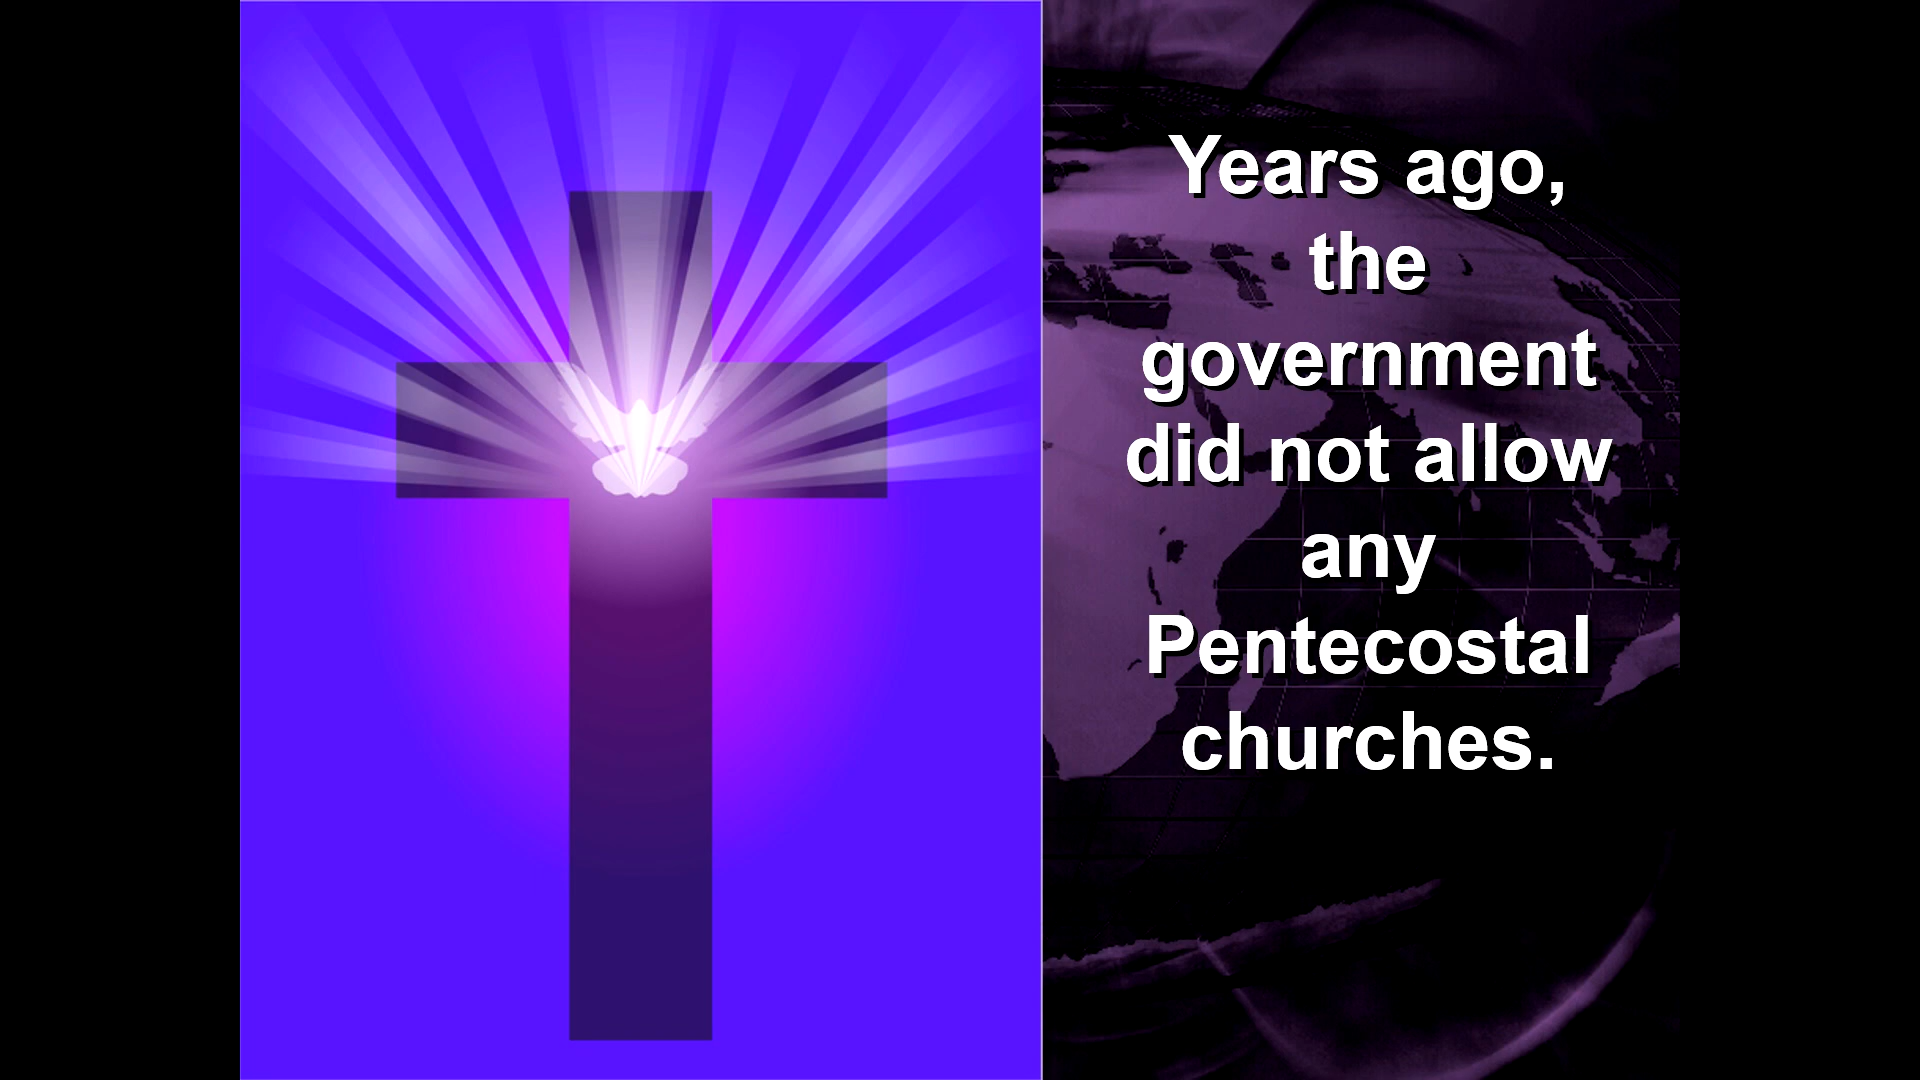 Years ago,
the
government
did not allow
any
Pentecostal
churches.